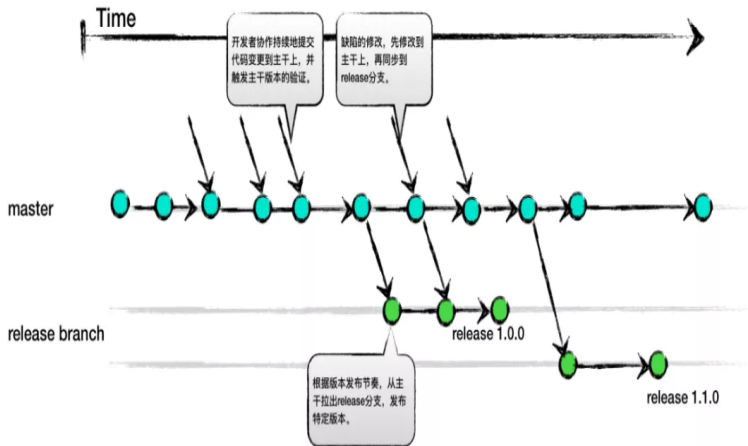 Time
开发者协作持续地提交
代码变更到主干上，并
触发主干版本的验证。
缺陷的修改，先修改到
主干上，再同步到
release分支。
master
release 1.0.0
release branch
根据版本发布节奏，从主
干拉出release分支，发布
特定版本。
release 1.1.0